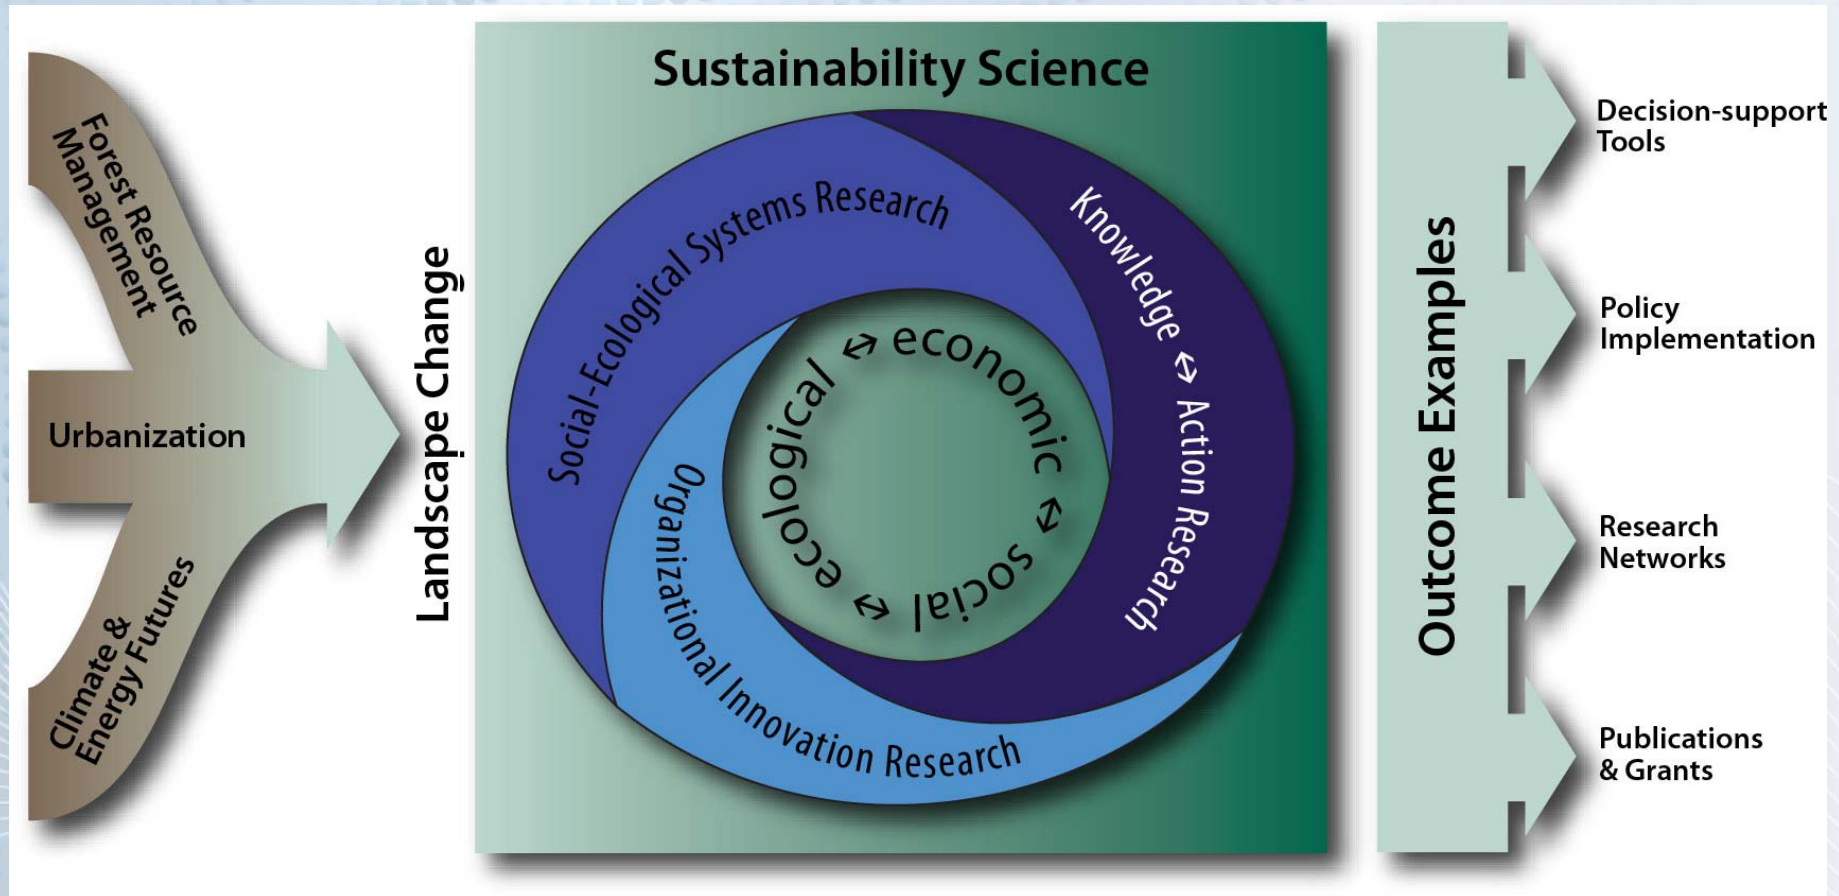 Forest Resource
Management
Urbanization
Climate &
Energy Futures
Landscape Change
Sustainability Science
Social-Ecological Systems Research
Knowledge ↔ Action Research
Organizational Innovation Research
ecological ↔ economic ↔ social ↔
Outcome Examples
Decision-support
Tools
Policy
Implementation
Research
Networks
Publications
& Grants